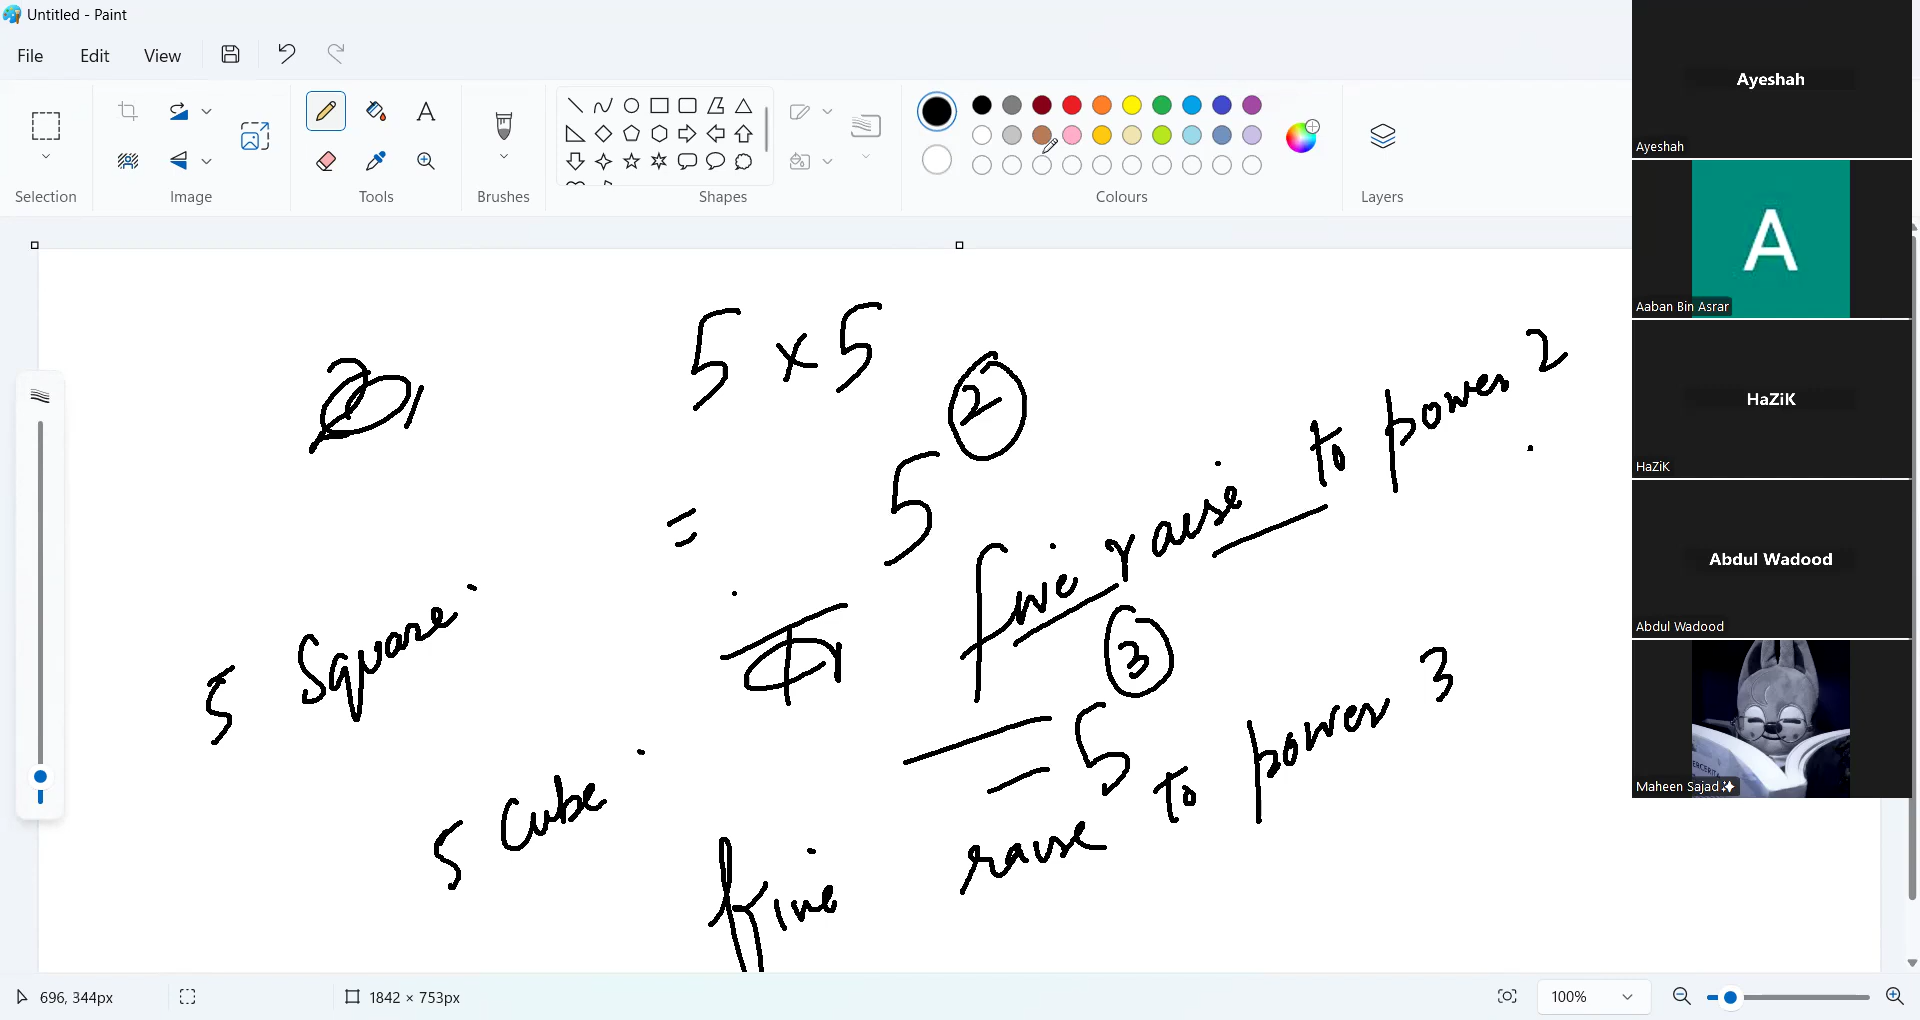 Untitled - Paint
File Edit View
Selection Image Tools Brushes Shapes Colours Layers
5 × 5
2
= 5
five raise to power 2
5 Square
3
= 5
5 Cube
five raise to power 3
Ayeshah
Ayeshah
A
Aaban Bin Asrar
HaZiK
HaZiK
Abdul Wadood
Abdul Wadood
Maheen Sajad✨
696, 344px 1842 × 753px 100%